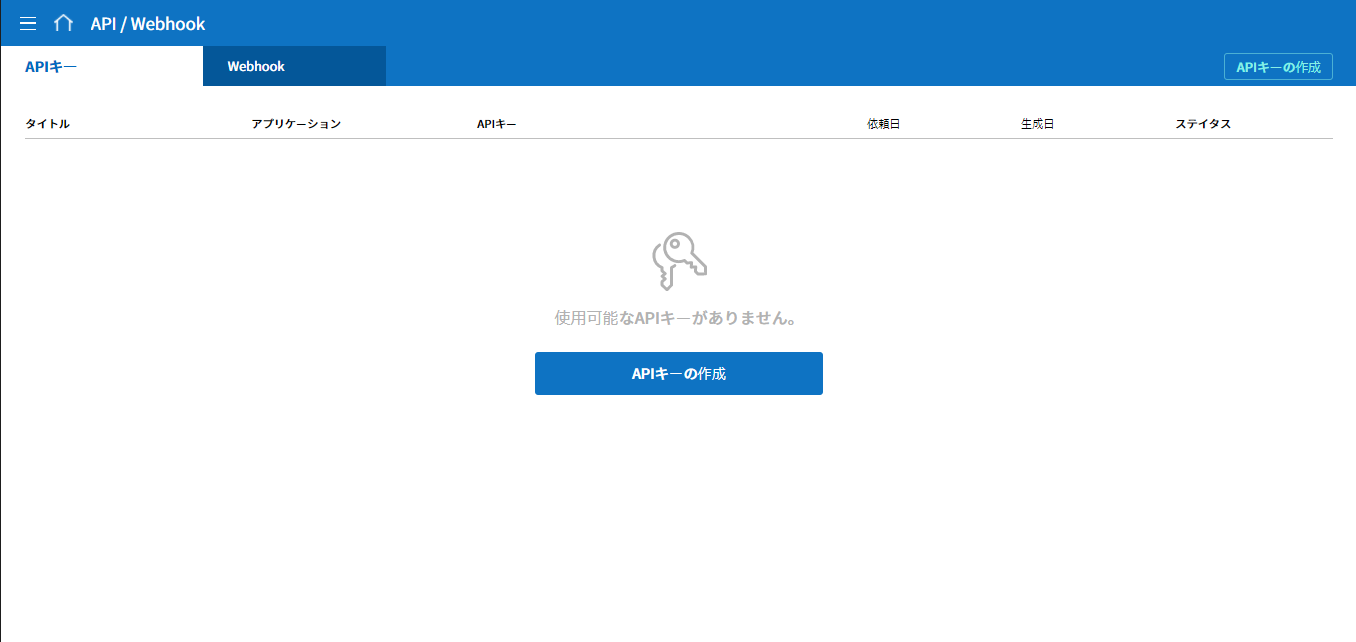 API / Webhook
APIキー
Webhook
APIキーの作成
タイトル アプリケーション APIキー 依頼日 生成日 ステイタス
使用可能なAPIキーがありません。
APIキーの作成